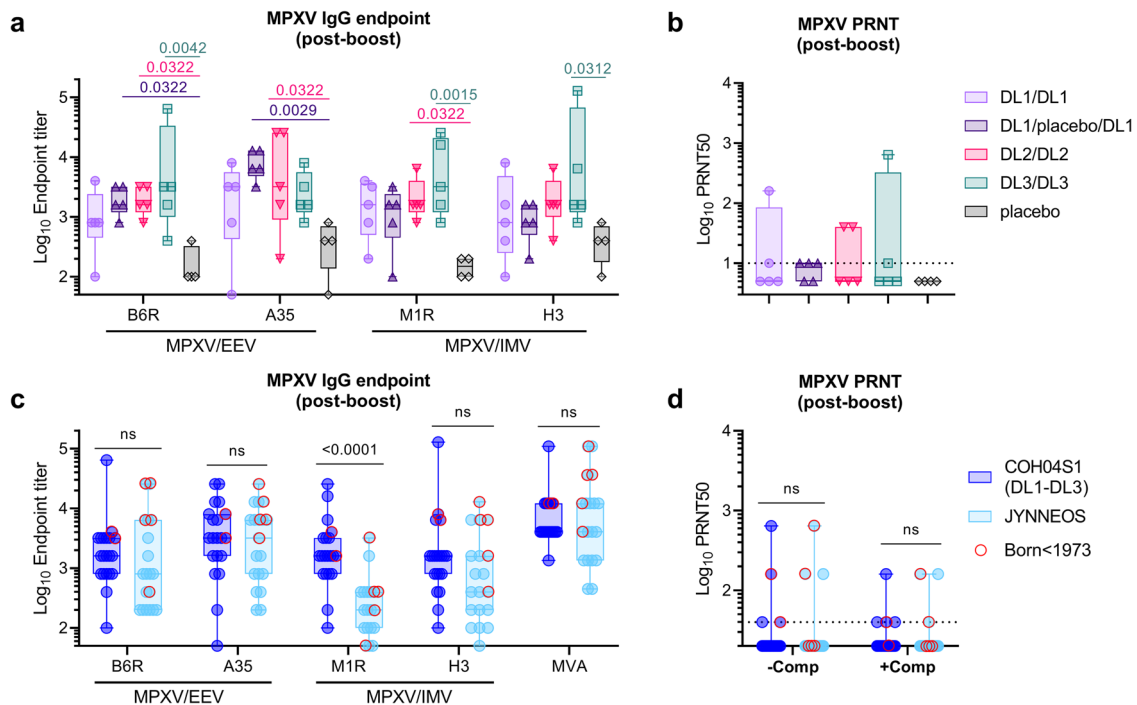 a
MPXV IgG endpoint
(post-boost)
0.0042
0.0322
0.0322
0.0322
0.0029
0.0015
0.0322
0.0312
Log10 Endpoint titer
5
4
3
2
B6R
A35
M1R
H3
MPXV/EEV
MPXV/IMV
b
MPXV PRNT
(post-boost)
Log10 PRNT50
4
3
2
1
DL1/DL1
DL1/placebo/DL1
DL2/DL2
DL3/DL3
placebo
c
MPXV IgG endpoint
(post-boost)
ns
ns
<0.0001
ns
ns
Log10 Endpoint titer
5
4
3
2
B6R
A35
M1R
H3
MVA
MPXV/EEV
MPXV/IMV
d
MPXV PRNT
(post-boost)
ns
ns
Log10 PRNT50
4
3
2
-Comp
+Comp
COH04S1
(DL1-DL3)
JYNNEOS
Born<1973